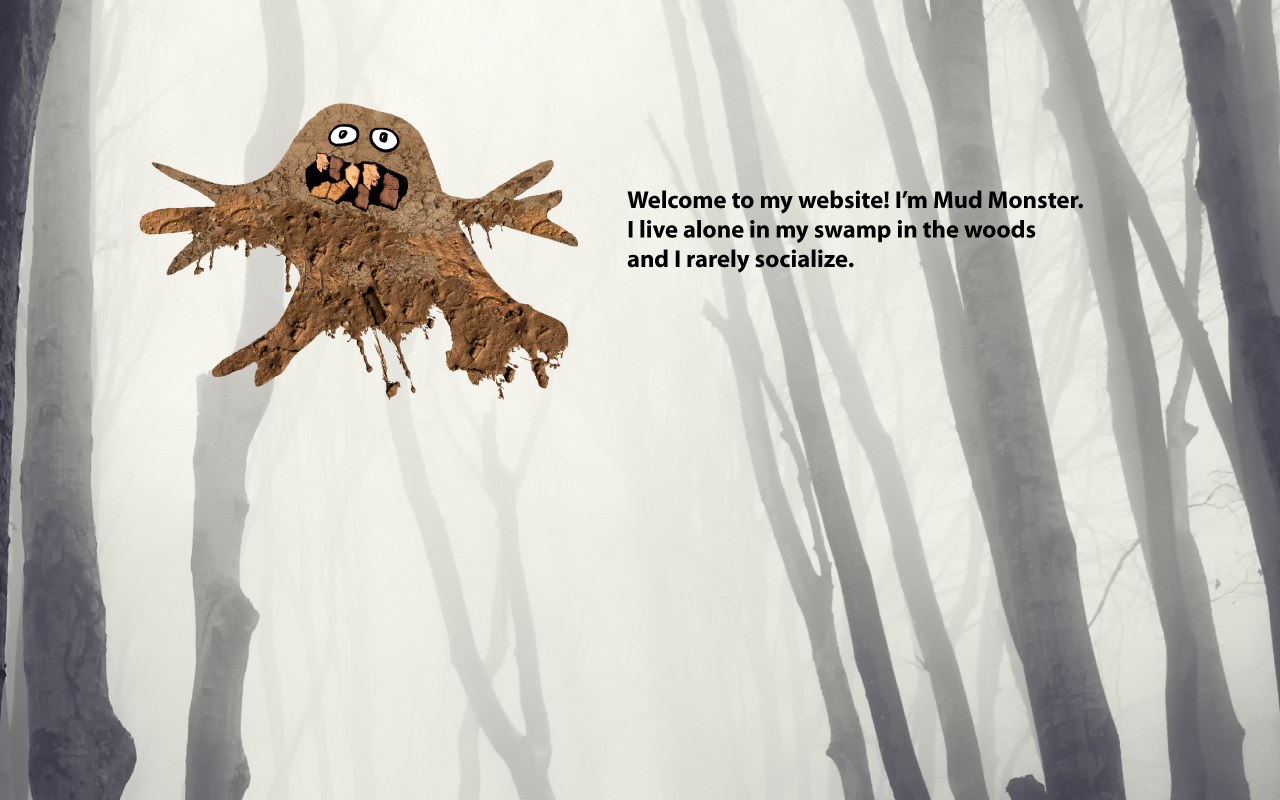 Welcome to my website! I’m Mud Monster.
I live alone in my swamp in the woods
and I rarely socialize.